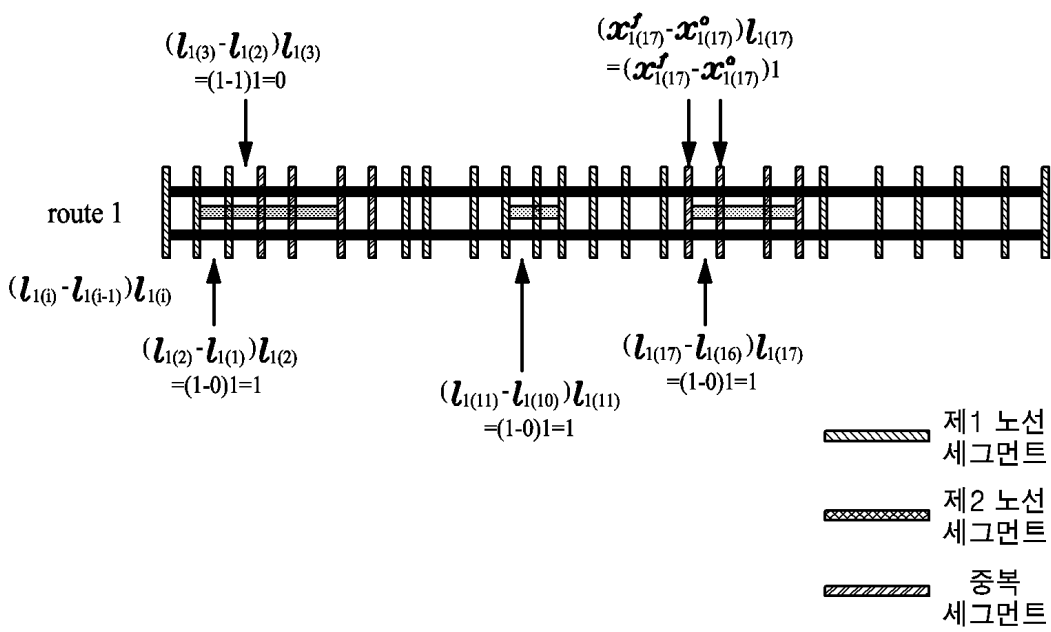 (l1(3)-l1(2))l1(3)
=(1-1)1=0
(x^f1(17)-x^o1(17))l1(17)
=(x^f1(17)-x^o1(17))1
route 1
(l1(i)-l1(i-1))l1(i)
(l1(2)-l1(1))l1(2)
=(1-0)1=1
(l1(11)-l1(10))l1(11)
=(1-0)1=1
(l1(17)-l1(16))l1(17)
=(1-0)1=1
제1 노선
세그먼트
제2 노선
세그먼트
중복
세그먼트